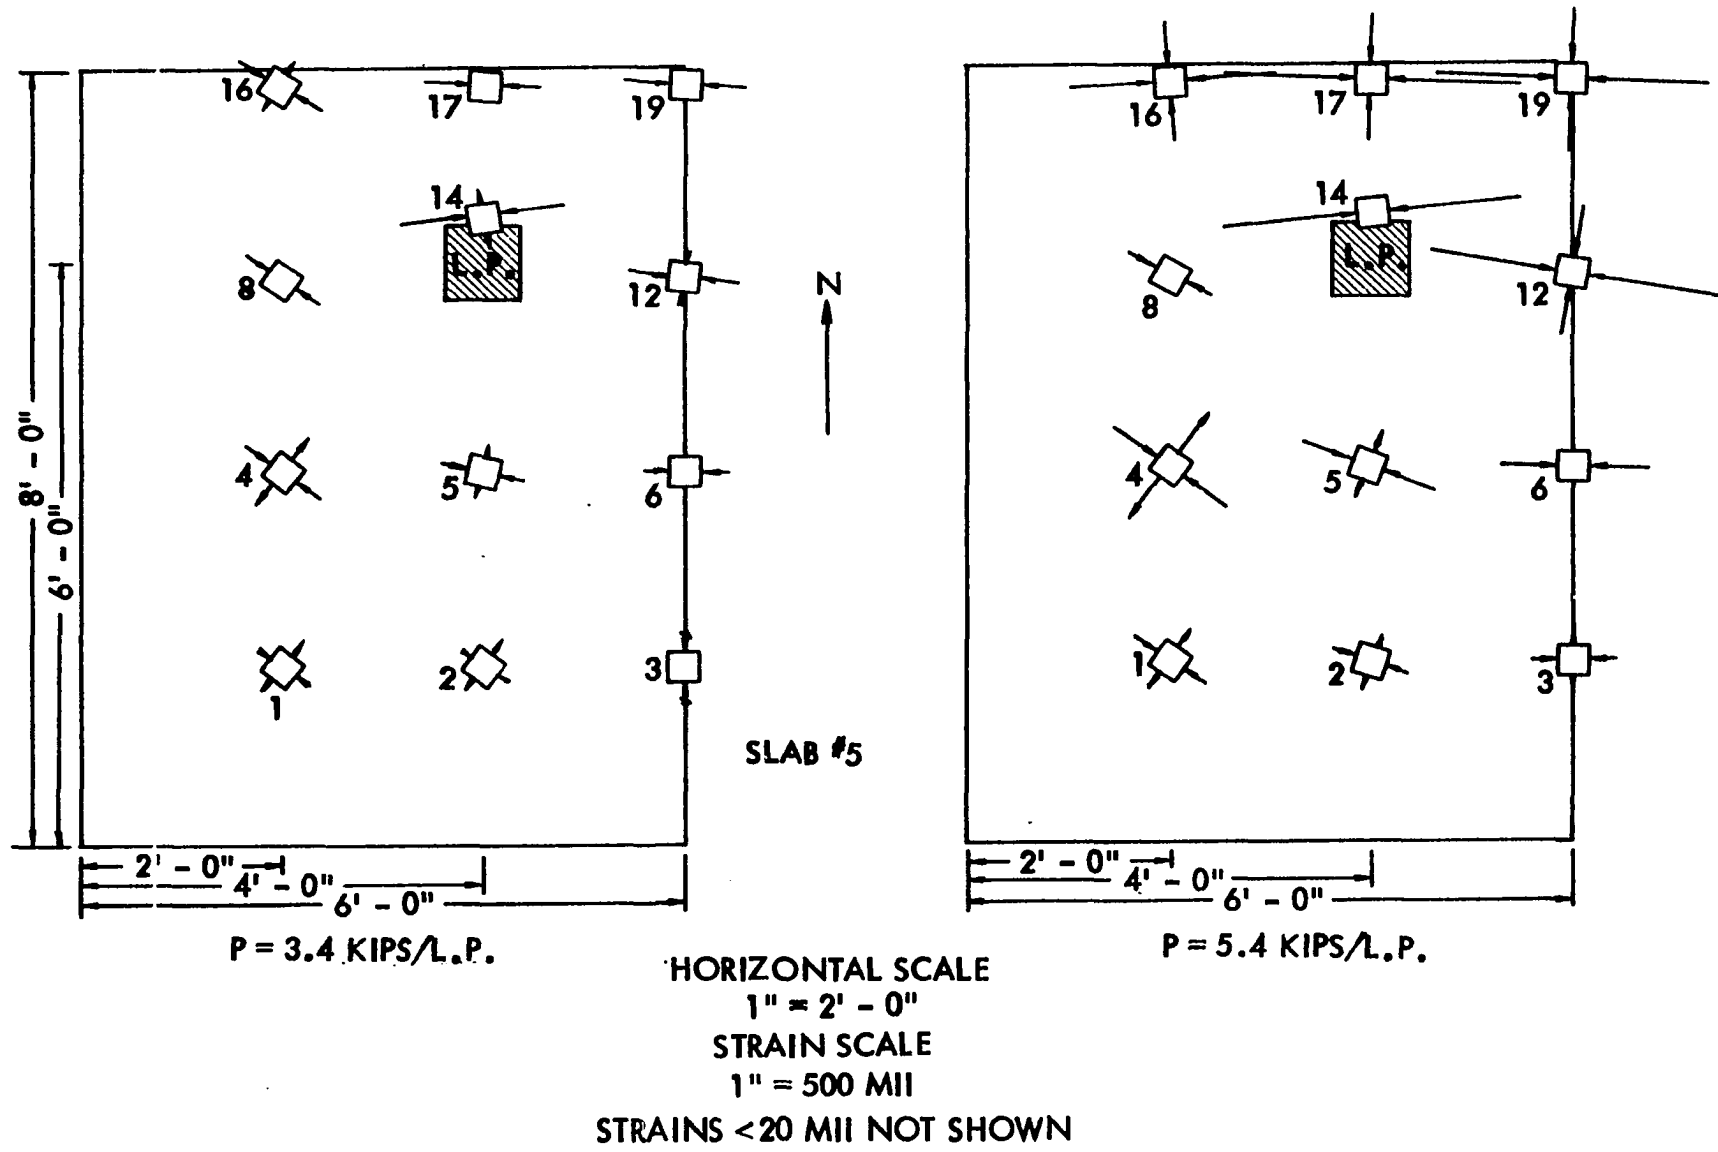 16
17
19
14
L.P.
8
12
4
5
6
1
2
3
8' - 0"
6' - 0"
2' - 0"
4' - 0"
6' - 0"
P = 3.4 KIPS/L.P.
N
SLAB #5
16
17
19
14
L.P.
8
12
4
5
6
1
2
3
2' - 0"
4' - 0"
6' - 0"
P = 5.4 KIPS/L.P.
HORIZONTAL SCALE
1" = 2' - 0"
STRAIN SCALE
1" = 500 MII
STRAINS <20 MII NOT SHOWN